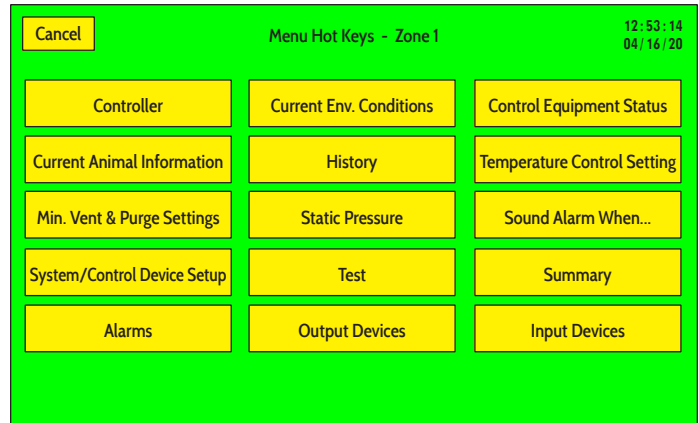 Cancel
Menu Hot Keys - Zone 1
12:53:14
04/16/20
Controller
Current Env. Conditions
Control Equipment Status
Current Animal Information
History
Temperature Control Setting
Min. Vent & Purge Settings
Static Pressure
Sound Alarm When...
System/Control Device Setup
Test
Summary
Alarms
Output Devices
Input Devices